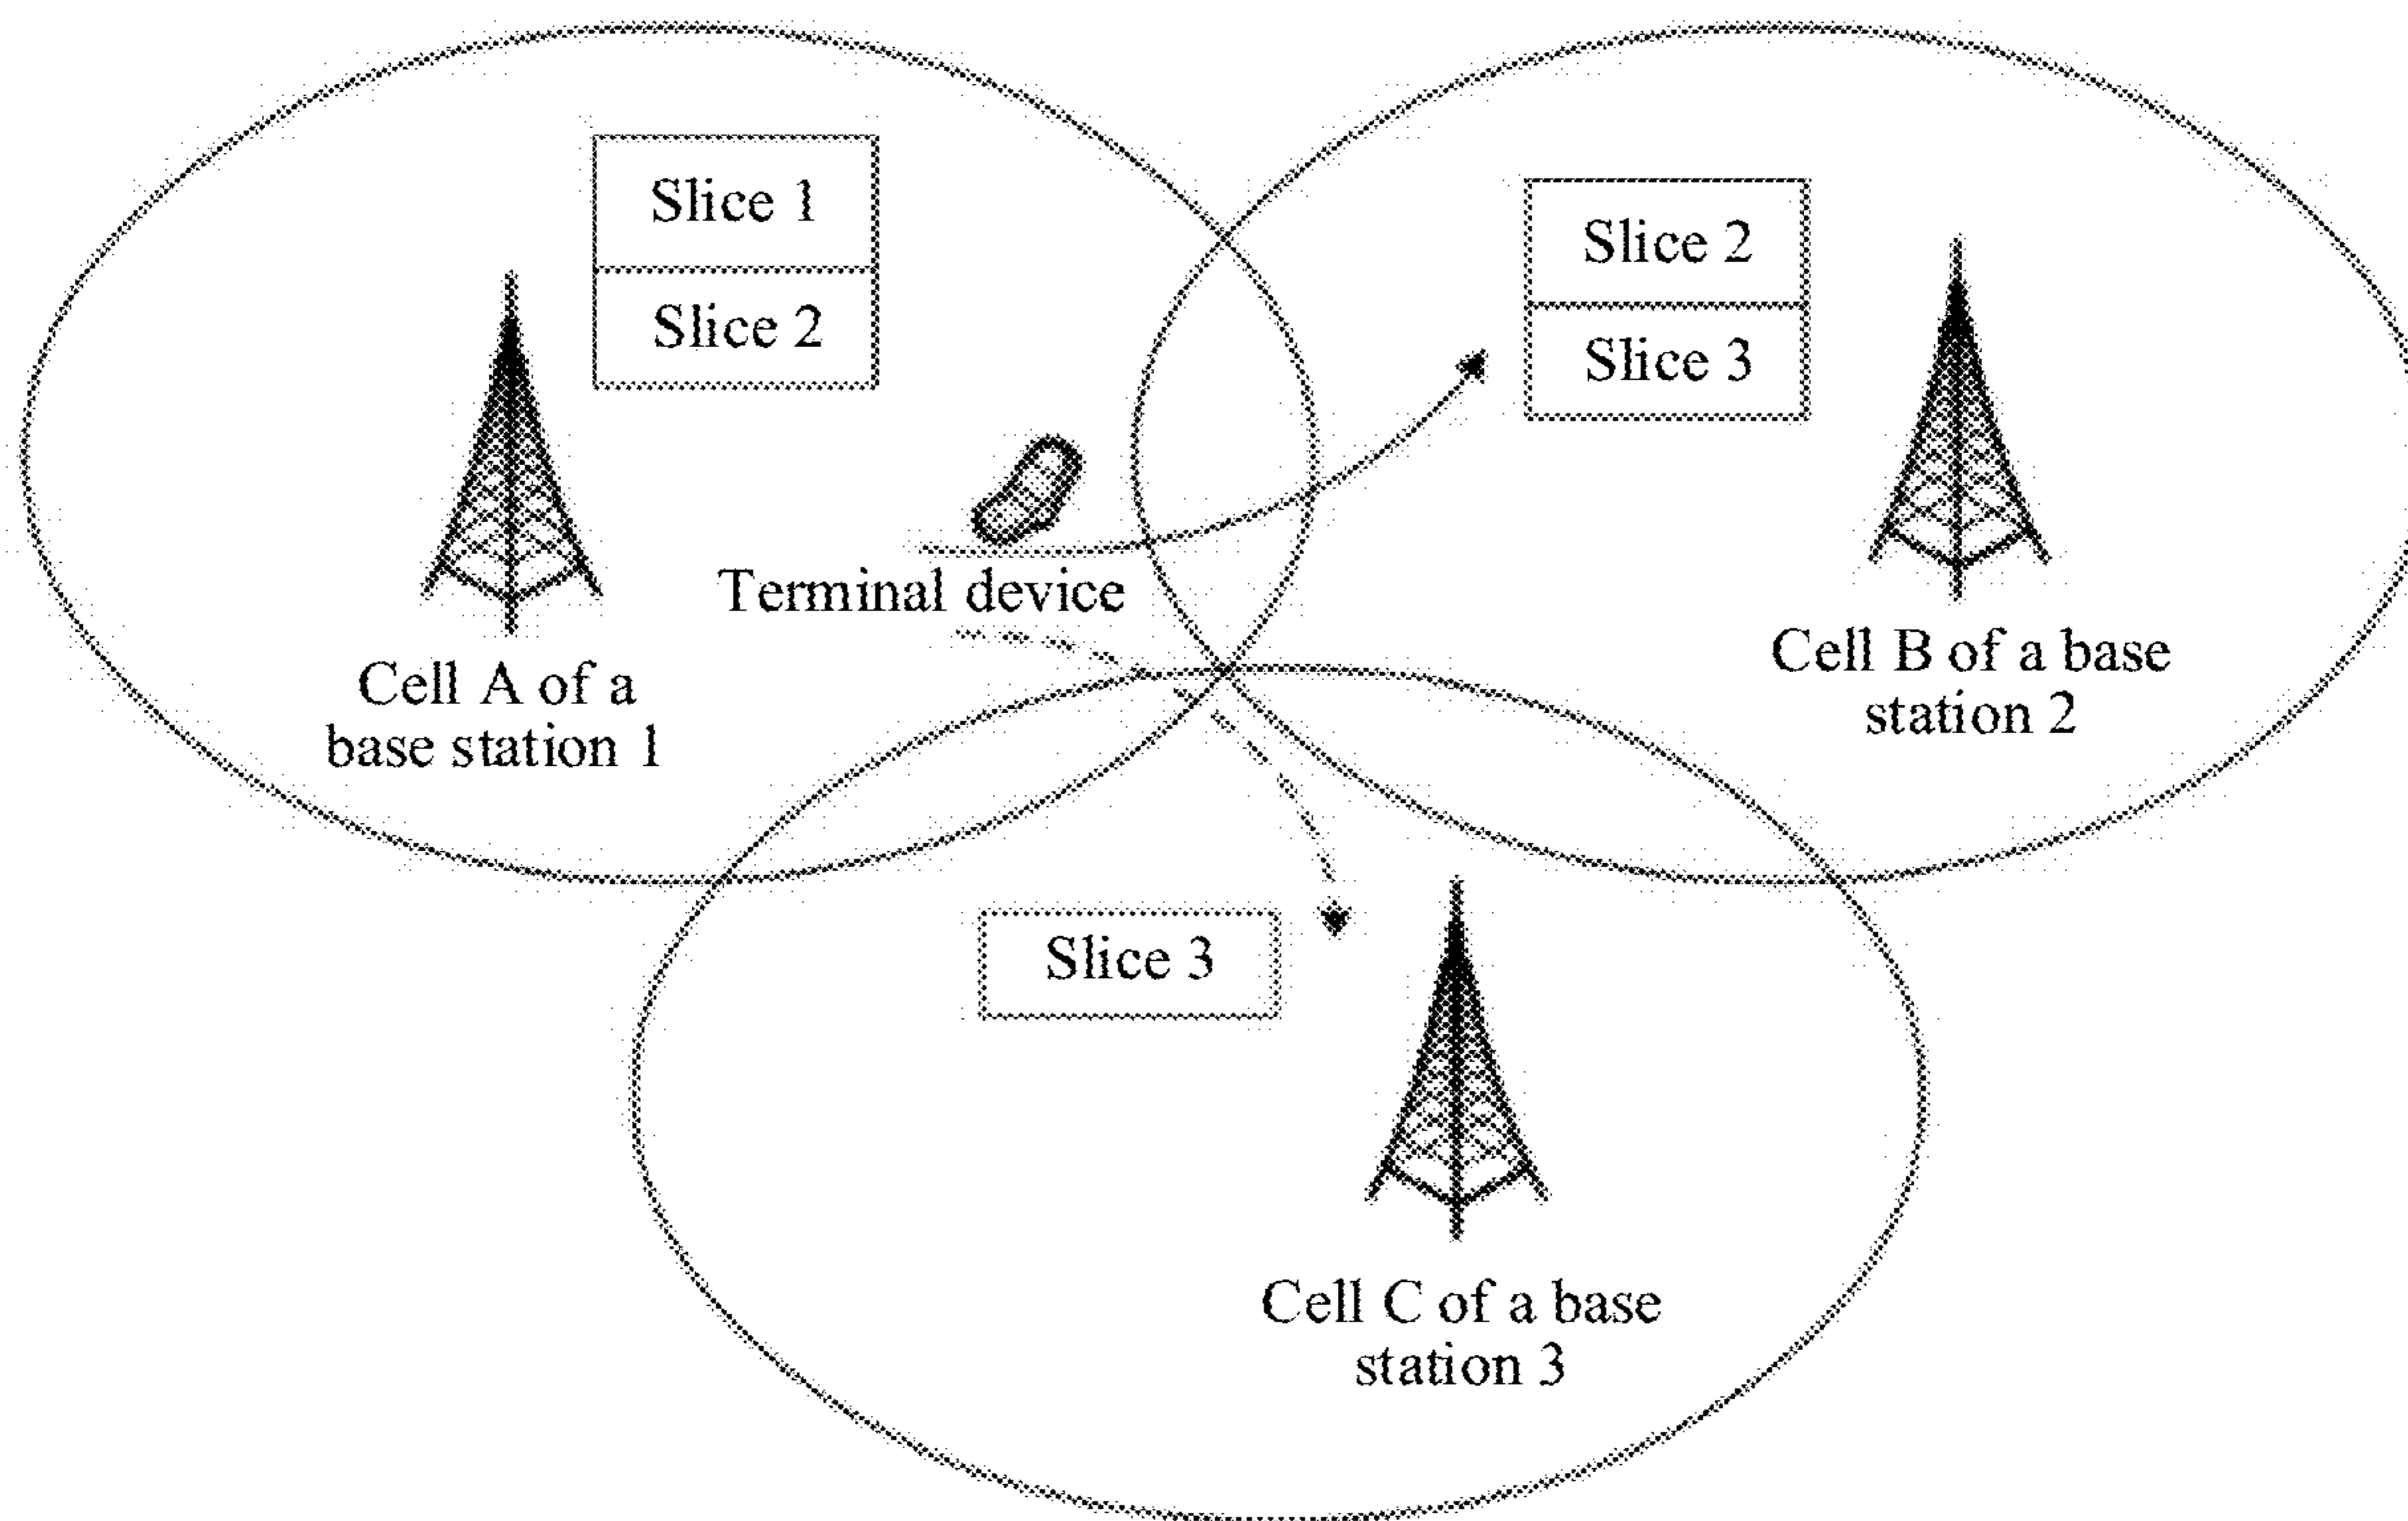 Slice 1
Slice 2
Slice 2
Slice 3
Terminal device
Cell A of a
base station 1
Cell B of a base
station 2
Slice 3
Cell C of a base
station 3